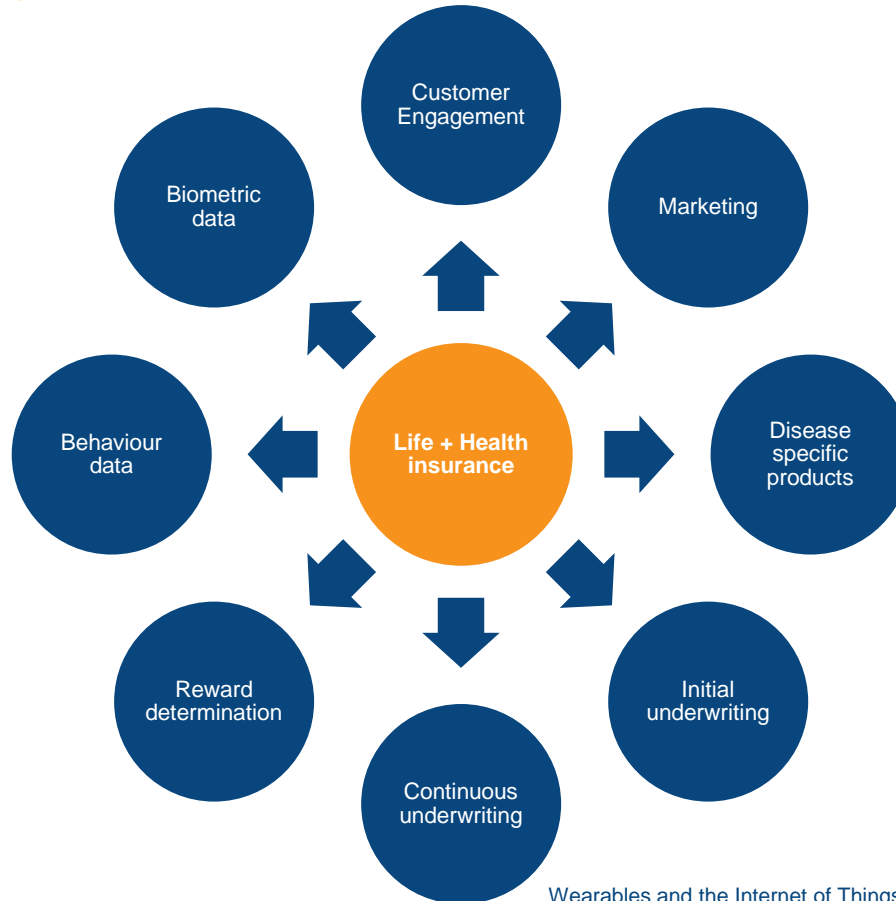 Customer
Engagement
Marketing
Disease
specific
products
Initial
underwriting
Continuous
underwriting
Reward
determination
Behaviour
data
Biometric
data
Life + Health
insurance
Wearables and the Internet of Things